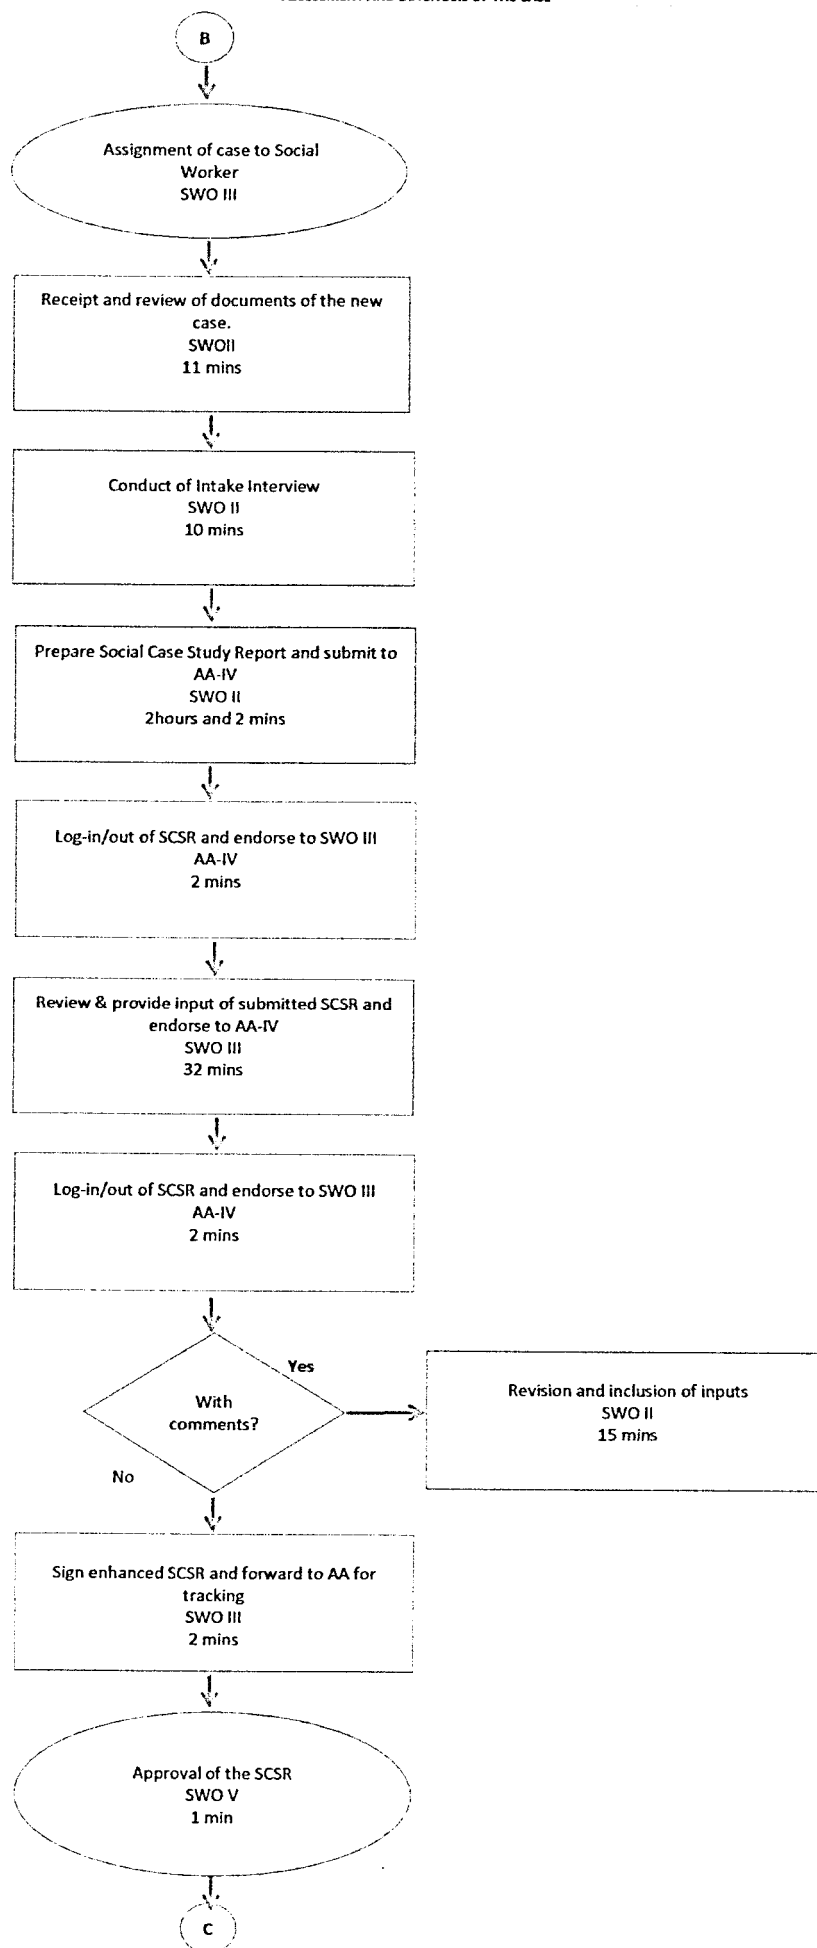 B
Assignment of case to Social
Worker
SWO III
Receipt and review of documents of the new
case.
SWOII
11 mins
Conduct of Intake Interview
SWO II
10 mins
Prepare Social Case Study Report and submit to
AA-IV
SWO II
2hours and 2 mins
Log-in/out of SCSR and endorse to SWO III
AA-IV
2 mins
Review & provide input of submitted SCSR and
endorse to AA-IV
SWO III
32 mins
Log-in/out of SCSR and endorse to SWO III
AA-IV
2 mins
With
comments?
Yes
Revision and inclusion of inputs
SWO II
15 mins
No
Sign enhanced SCSR and forward to AA for
tracking
SWO III
2 mins
Approval of the SCSR
SWO V
1 min
C